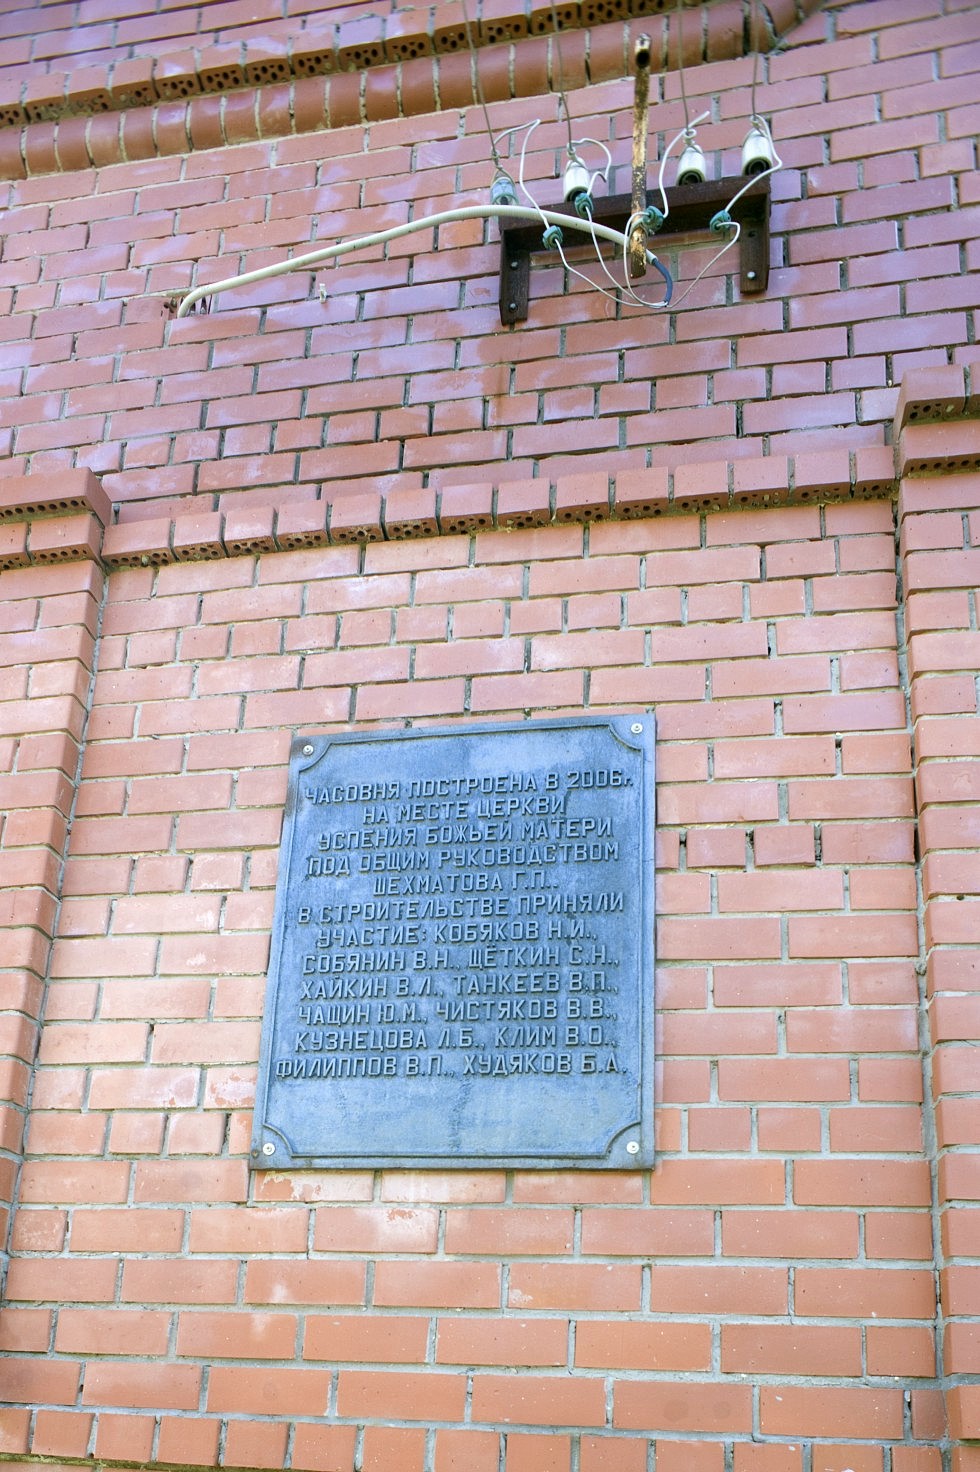 ЧАСОВНЯ ПОСТРОЕНА В 2006г.
НА МЕСТЕ ЦЕРКВИ
УСПЕНИЯ БОЖЬЕЙ МАТЕРИ
ПОД ОБЩИМ РУКОВОДСТВОМ
ШЕХМАТОВА Г.П..
В СТРОИТЕЛЬСТВЕ ПРИНЯЛИ
УЧАСТИЕ: КОБЯКОВ Н.И.,
СОБЯНИН В.Н., ЩЁТКИН С.Н.,
ХАЙКИН В.Л., ТАНКЕЕВ В.П.,
ЧАЩИН Ю.М., ЧИСТЯКОВ В.В.,
КУЗНЕЦОВА Л.Б., КЛИМ В.О.,
ФИЛИППОВ В.П., ХУДЯКОВ Б.А.